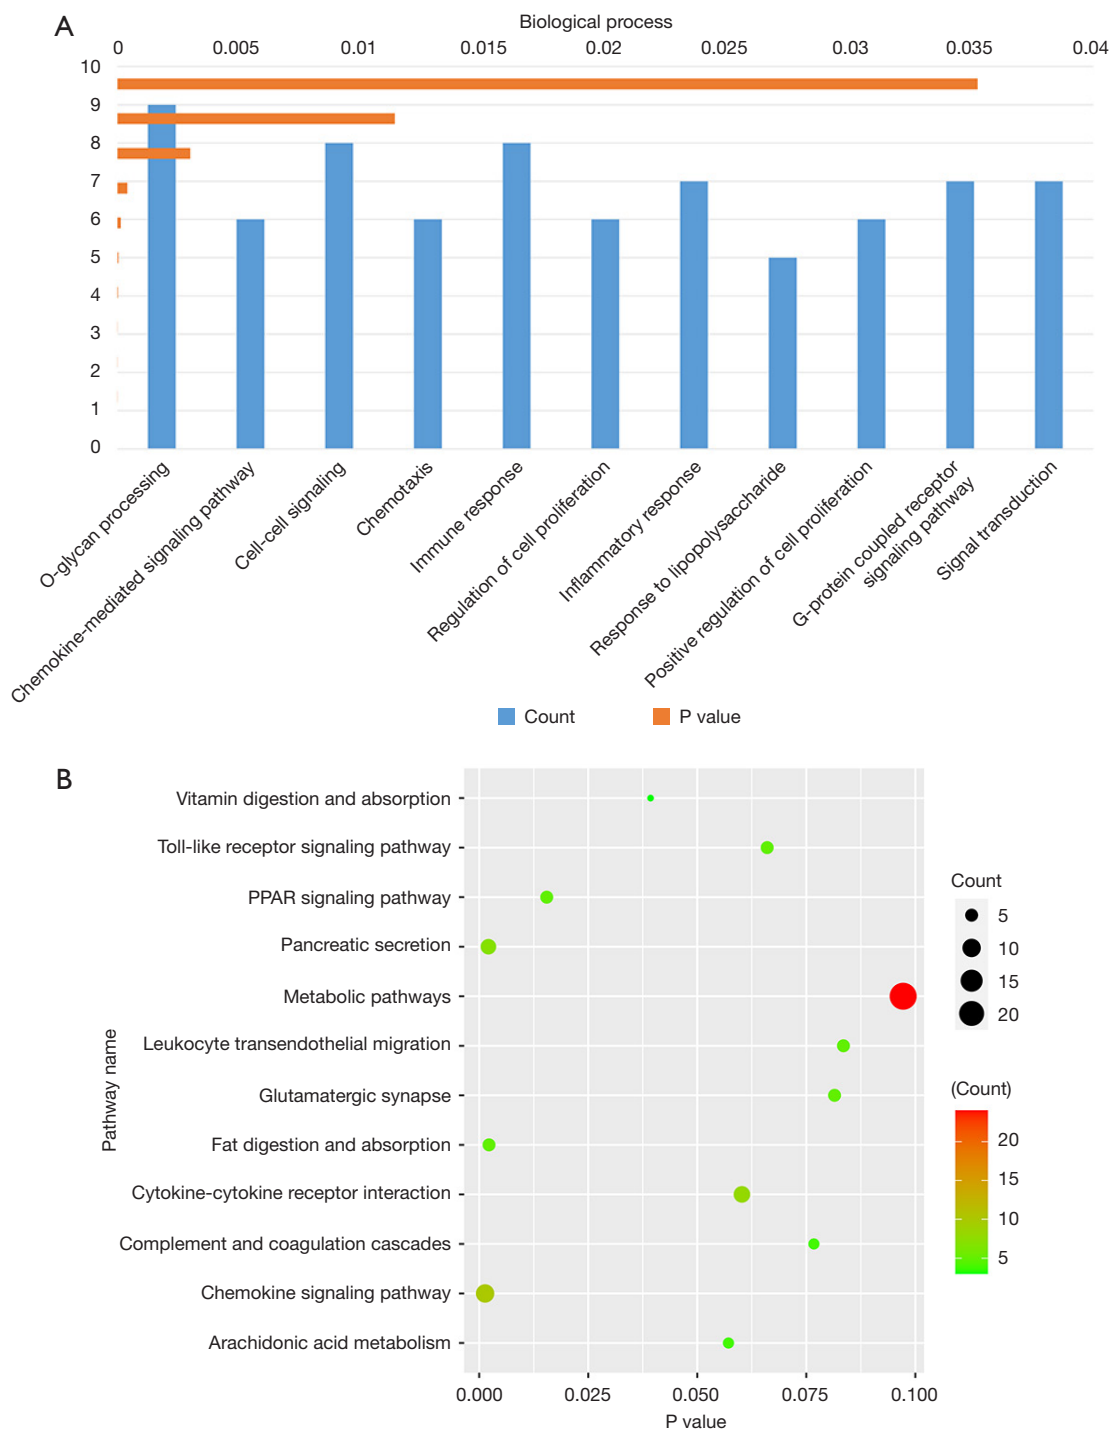 A
Biological process
0 0.005 0.01 0.015 0.02 0.025 0.03 0.035 0.04
10
9
8
7
6
5
4
3
2
1
0
O-glycan processing
Chemokine-mediated signaling pathway
Cell-cell signaling
Chemotaxis
Immune response
Regulation of cell proliferation
Inflammatory response
Response to lipopolysaccharide
Positive regulation of cell proliferation
G-protein coupled receptor
signaling pathway
Signal transduction
Count P value
B
Pathway name
Vitamin digestion and absorption
Toll-like receptor signaling pathway
PPAR signaling pathway
Pancreatic secretion
Metabolic pathways
Leukocyte transendothelial migration
Glutamatergic synapse
Fat digestion and absorption
Cytokine-cytokine receptor interaction
Complement and coagulation cascades
Chemokine signaling pathway
Arachidonic acid metabolism
0.000 0.025 0.050 0.075 0.100
P value
Count
5
10
15
20
(Count)
20
15
10
5